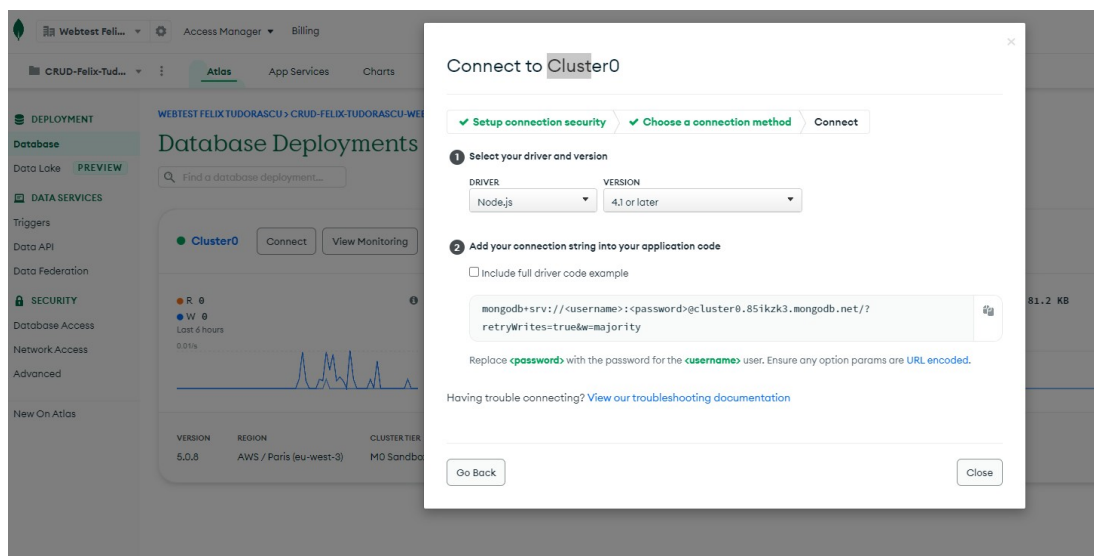 Webtest Feli...
Access Manager
Billing
CRUD-Felix-Tud...
Atlas
App Services
Charts
DEPLOYMENT
Database
Data Lake PREVIEW
DATA SERVICES
Triggers
Data API
Data Federation
SECURITY
Database Access
Network Access
Advanced
New On Atlas
WEBTEST FELIX TUDORASCU > CRUD-FELIX-TUDORASCU-WEB
Database Deployments
Find a database deployment...
Cluster0
Connect
View Monitoring
R 0
W 0
Last 6 hours
0.01/s
81.2 KB
VERSION
REGION
CLUSTER TIER
5.0.8
AWS / Paris (eu-west-3)
M0 Sandbo
Connect to Cluster0
✔ Setup connection security
✔ Choose a connection method
Connect
1 Select your driver and version
DRIVER
VERSION
Node.js
4.1 or later
2 Add your connection string into your application code
Include full driver code example
mongodb+srv://<username>:<password>@cluster0.85ikzk3.mongodb.net/?
retryWrites=true&w=majority
Replace <password> with the password for the <username> user. Ensure any option params are URL encoded.
Having trouble connecting? View our troubleshooting documentation
Go Back
Close